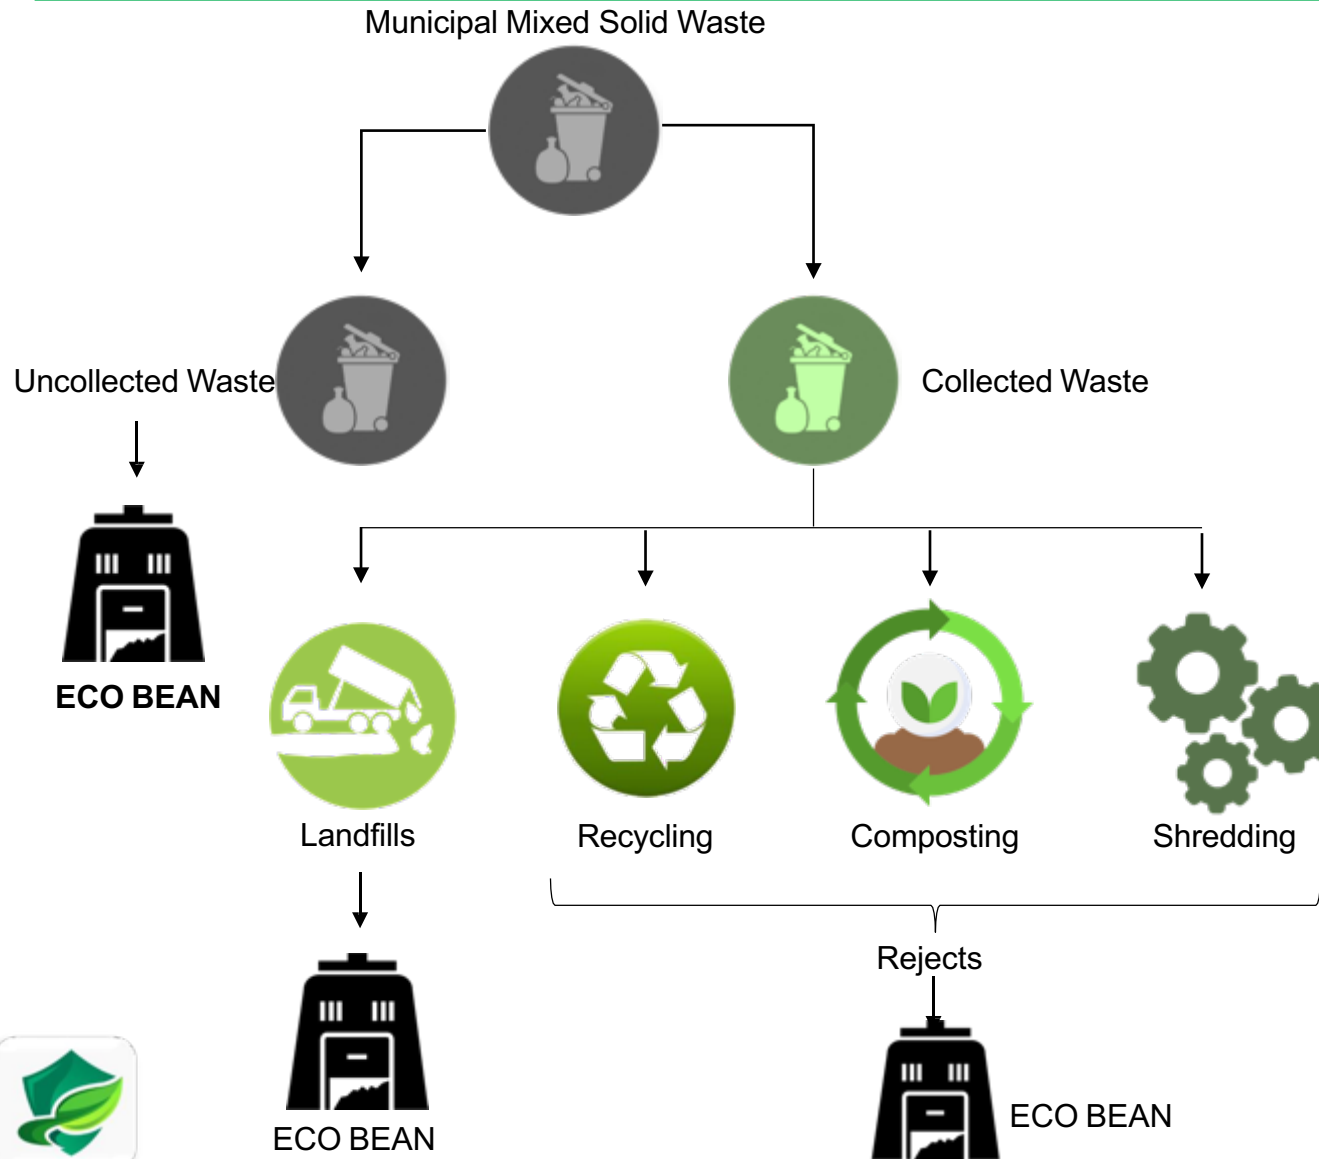 Municipal Mixed Solid Waste
Uncollected Waste
Collected Waste
ECO BEAN
Landfills
Recycling
Composting
Shredding
Rejects
ECO BEAN
ECO BEAN